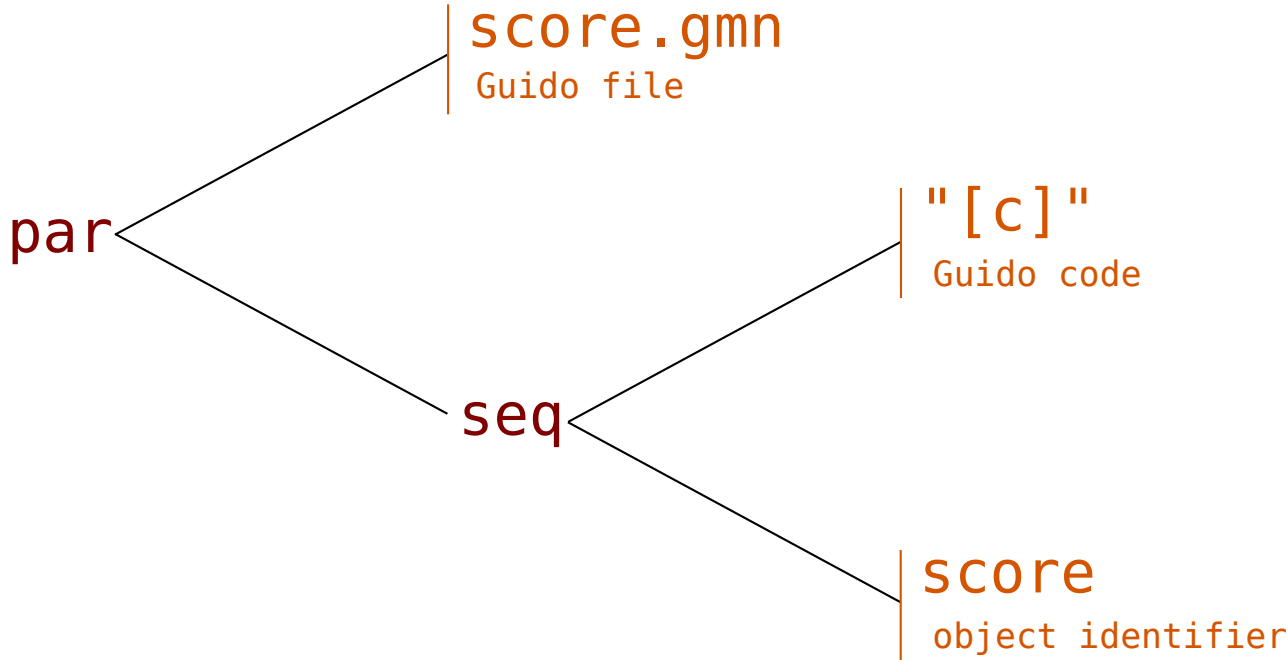 score.gmn
Guido file
par
"[c]"
Guido code
seq
score
object identifier